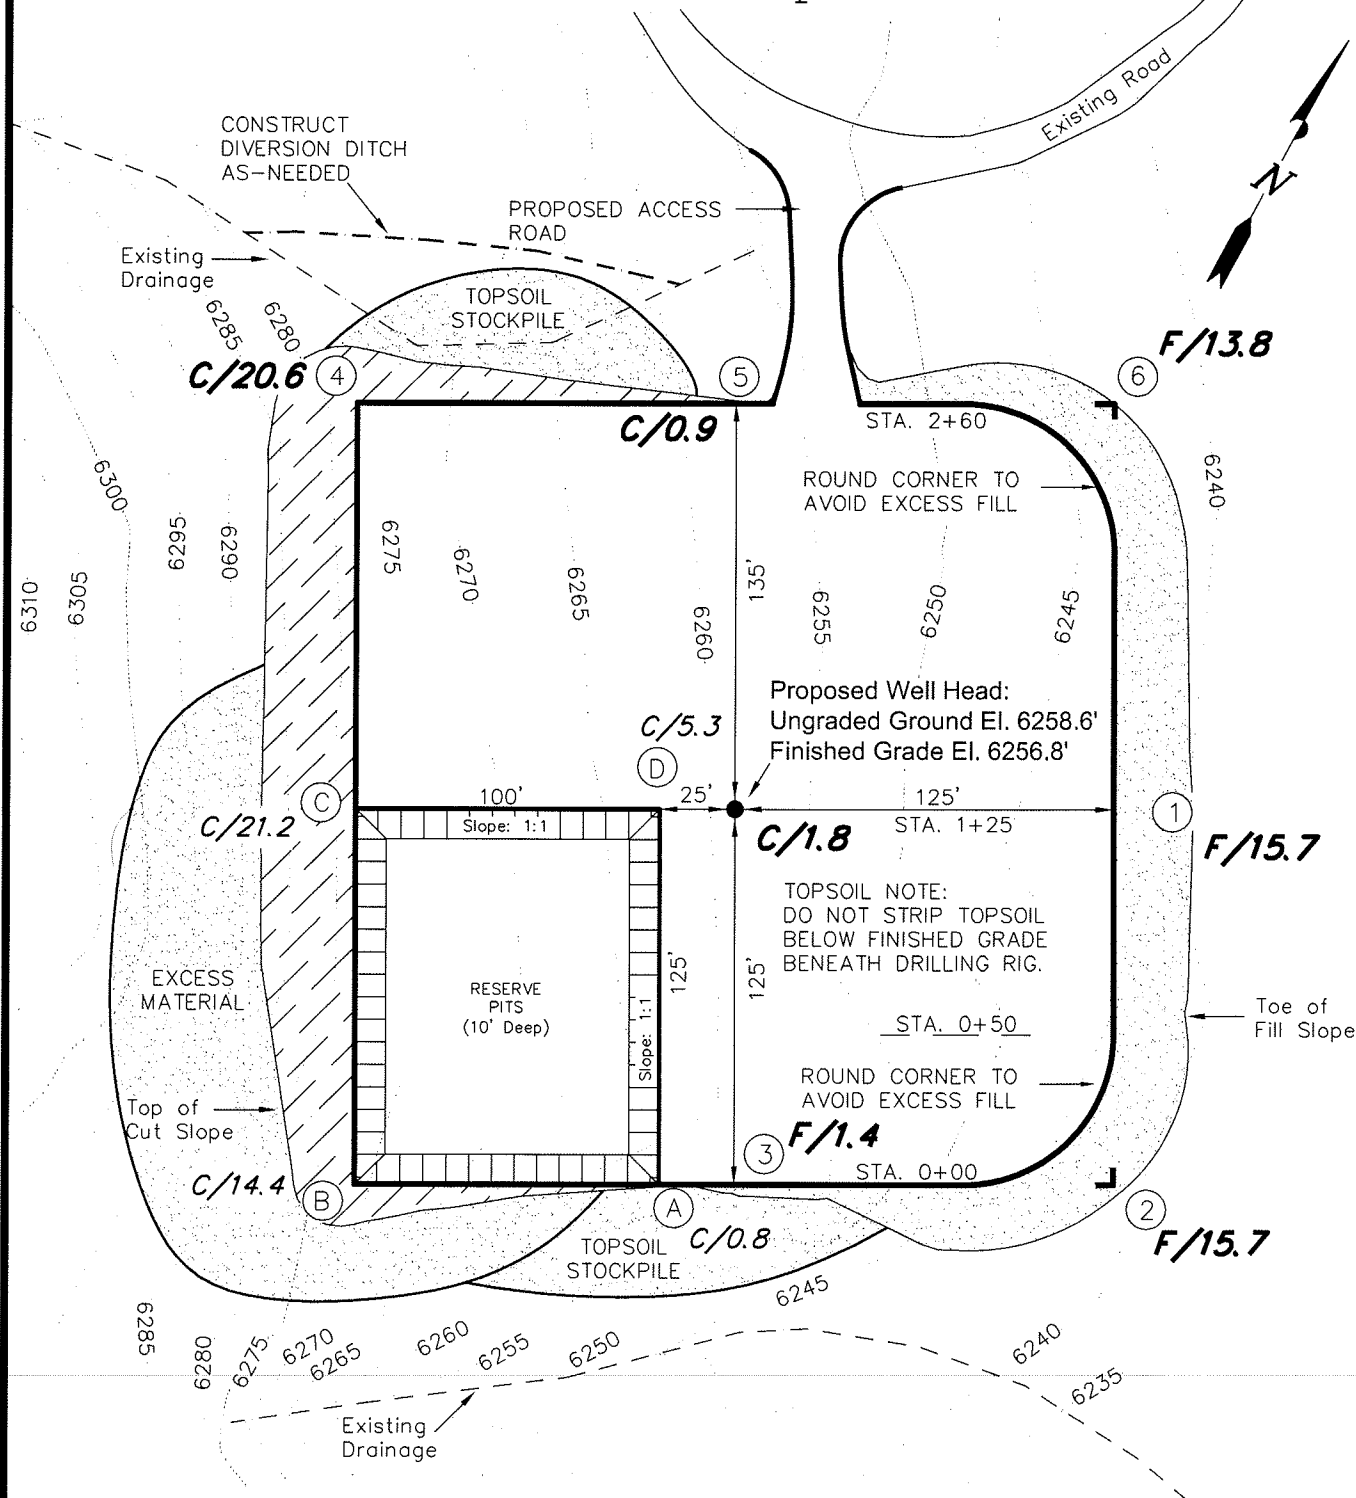 Existing Road
N
CONSTRUCT
DIVERSION DITCH
AS-NEEDED
PROPOSED ACCESS
ROAD
Existing
Drainage
6285
6280
TOPSOIL
STOCKPILE
C/20.6
4
5
C/0.9
F/13.8
6
STA. 2+60
ROUND CORNER TO
AVOID EXCESS FILL
6240
6300
6295
6290
6310
6305
6275
6270
6265
6260
135'
6255
6250
6245
Proposed Well Head:
Ungraded Ground El. 6258.6'
Finished Grade El. 6256.8'
C/5.3
D
C
C/21.2
100'
Slope: 1:1
25'
125'
STA. 1+25
C/1.8
1
F/15.7
TOPSOIL NOTE:
DO NOT STRIP TOPSOIL
BELOW FINISHED GRADE
BENEATH DRILLING RIG.
EXCESS
MATERIAL
RESERVE
PITS
(10' Deep)
Slope: 1:1
125'
125'
STA. 0+50
Toe of
Fill Slope
ROUND CORNER TO
AVOID EXCESS FILL
Top of
Cut Slope
3
F/1.4
STA. 0+00
C/14.4
B
A
C/0.8
2
F/15.7
TOPSOIL
STOCKPILE
6245
6285
6280
6275
6270
6265
6260
6255
6250
6240
6235
Existing
Drainage